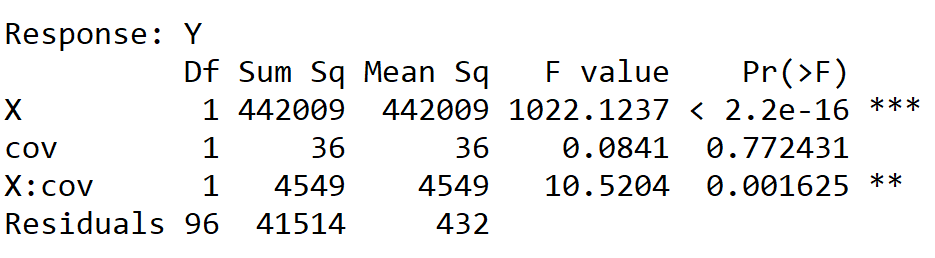 Response: Y
Df Sum Sq Mean Sq F value Pr(>F)
X 1 442009 442009 1022.1237 < 2.2e-16 ***
cov 1 36 36 0.0841 0.772431
X:cov 1 4549 4549 10.5204 0.001625 **
Residuals 96 41514 432